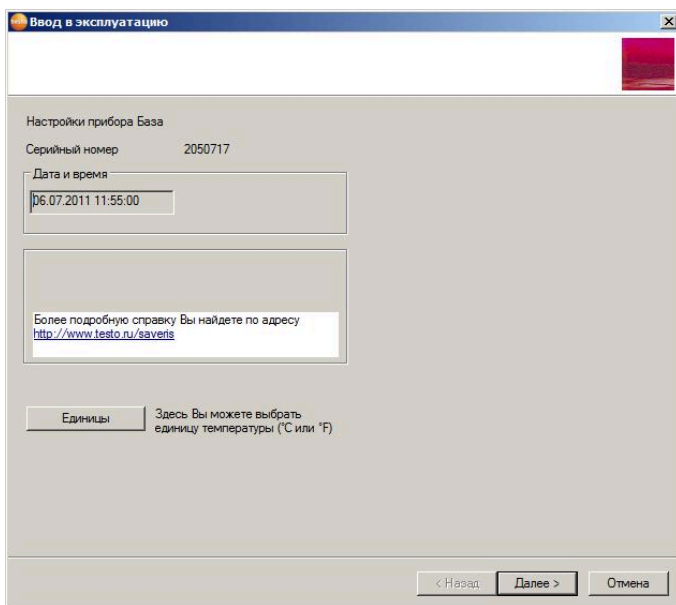 testo Ввод в эксплуатацию
Настройки прибора База
Серийный номер 2050717
Дата и время
06.07.2011 11:55:00
Более подробную справку Вы найдете по адресу
http://www.testo.ru/saveris
Единицы
Здесь Вы можете выбрать
единицу температуры (°C или °F)
< Назад Далее > Отмена